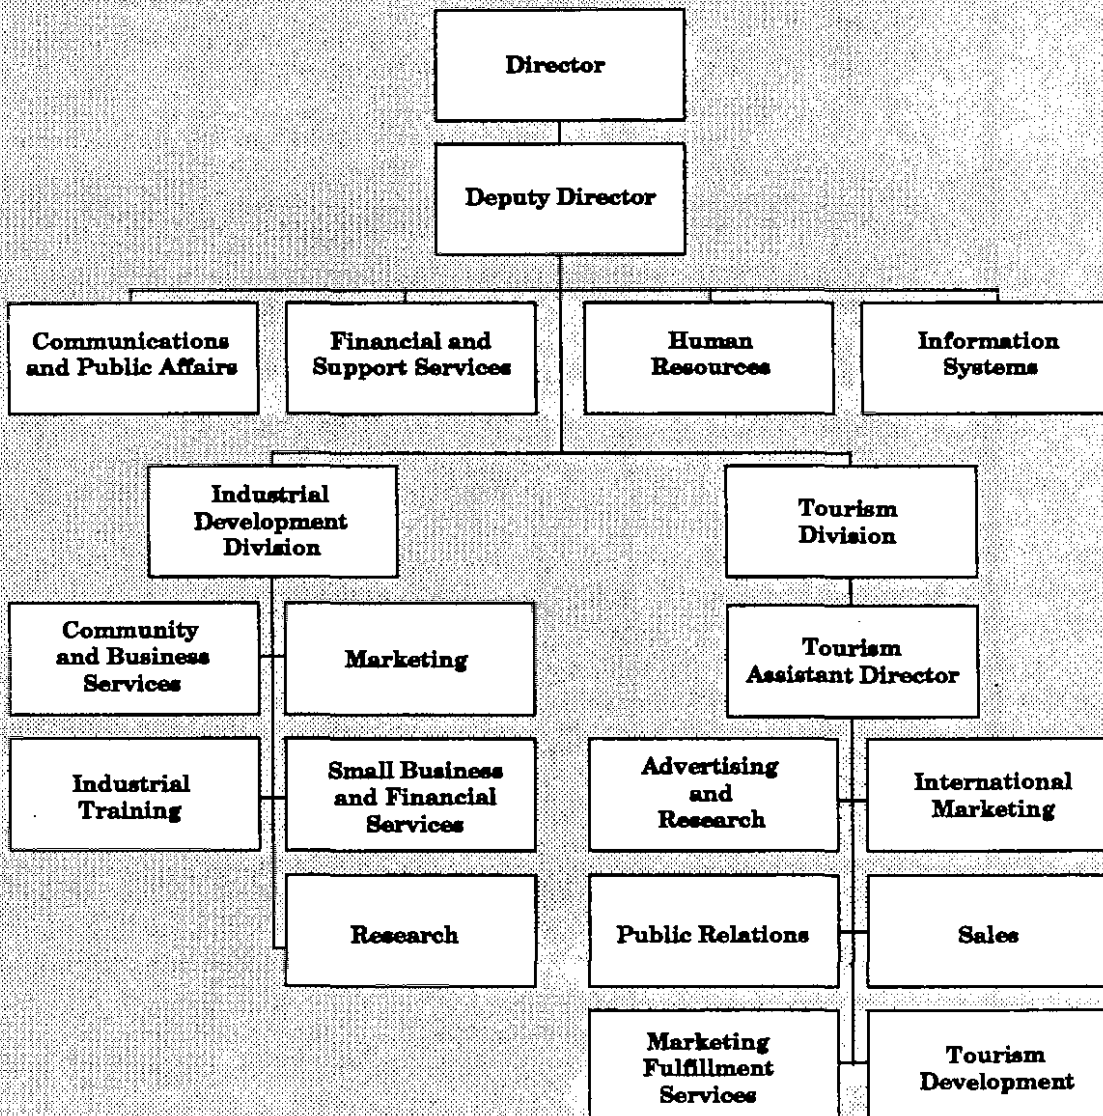 Director
Deputy Director
Communications
and Public Affairs
Financial and
Support Services
Human
Resources
Information
Systems
Industrial
Development
Division
Tourism
Division
Community
and Business
Services
Marketing
Tourism
Assistant Director
Industrial
Training
Small Business
and Financial
Services
Advertising
and
Research
International
Marketing
Research
Public Relations
Sales
Marketing
Fulfillment
Services
Tourism
Development